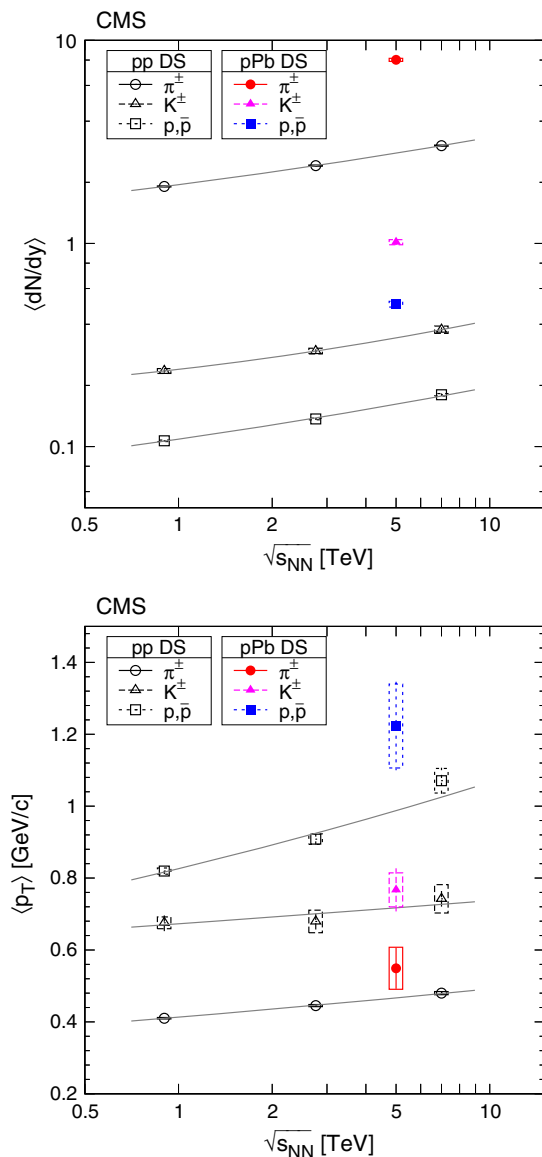 CMS
10
pp DS pPb DS
π± π±
K± K±
p,p̄ p,p̄
1
0.1
⟨dN/dy⟩
0.5 1 2 5 10
√sNN [TeV]
CMS
pp DS pPb DS
π± π±
K± K±
p,p̄ p,p̄
1.4
1.2
1
0.8
0.6
0.4
0.2
⟨pT⟩ [GeV/c]
0.5 1 2 5 10
√sNN [TeV]